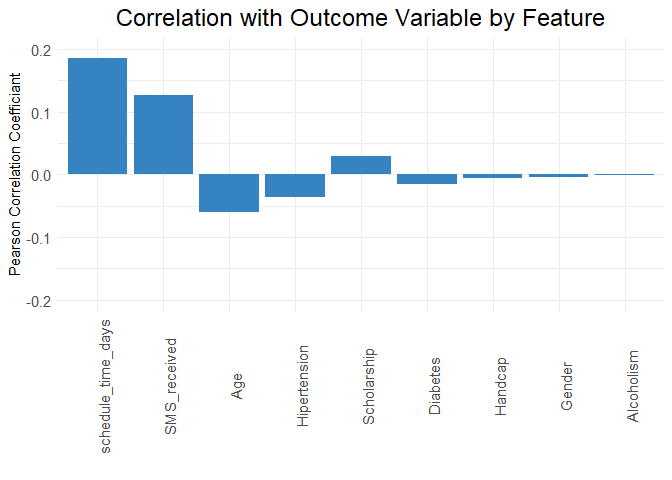 Correlation with Outcome Variable by Feature
Pearson Correlation Coefficiant
0.2
0.1
0.0
-0.1
-0.2
schedule_time_days
SMS_received
Age
Hipertension
Scholarship
Diabetes
Handcap
Gender
Alcoholism